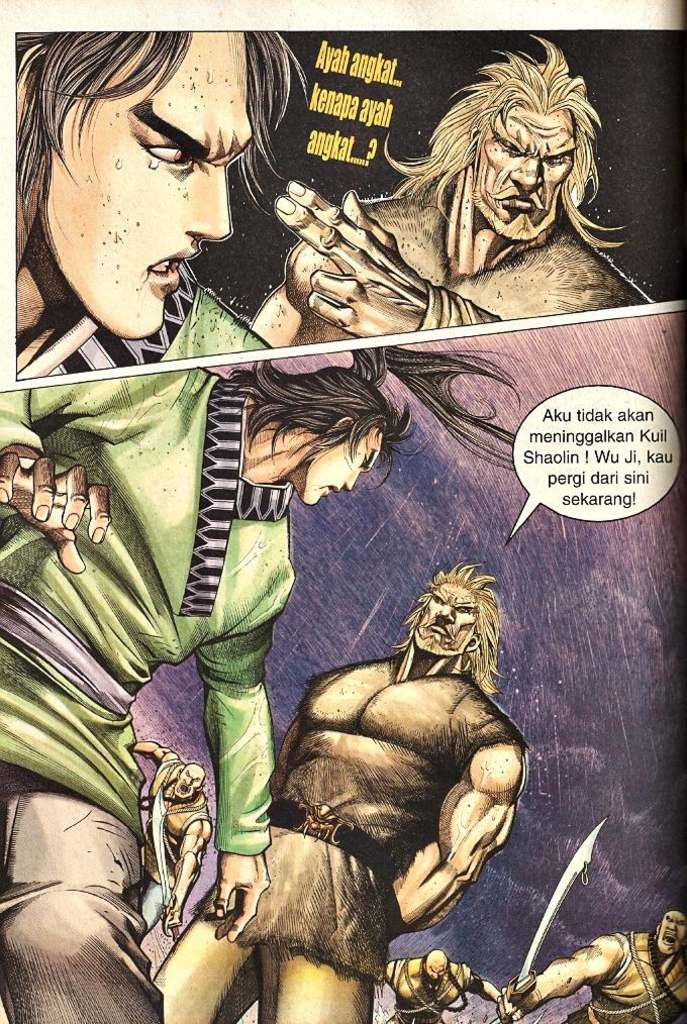 Ayah angkat...
kenapa ayah
angkat.....?
Aku tidak akan
meninggalkan Kuil
Shaolin ! Wu Ji, kau
pergi dari sini
sekarang!